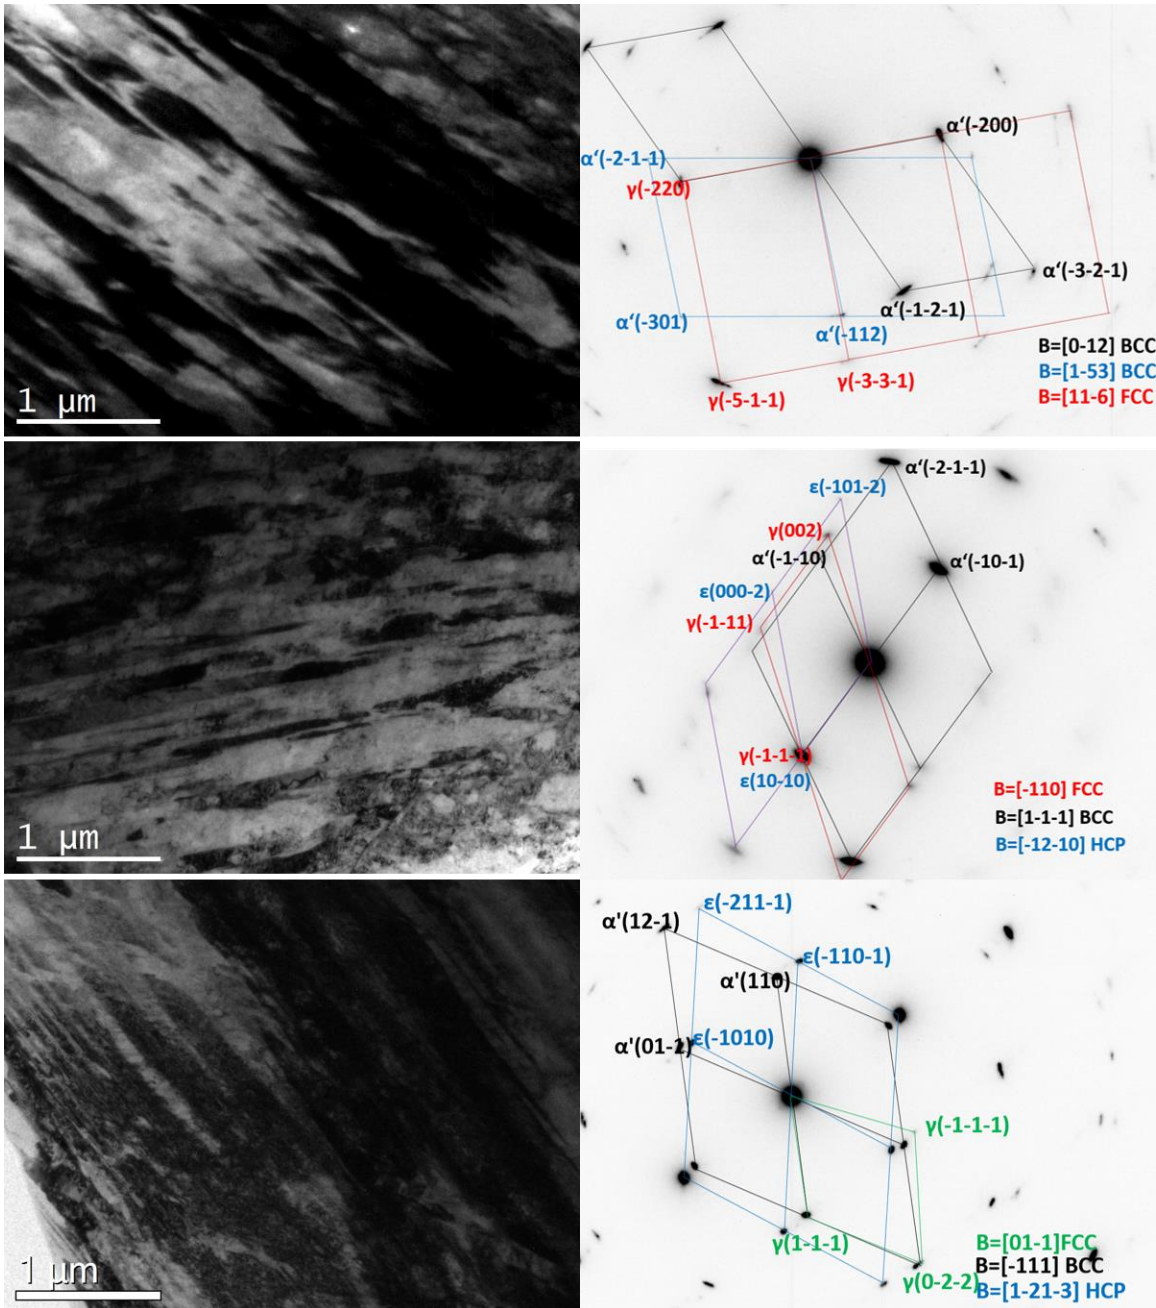 1 µm
α‘(-200)
α‘(-2-1-1)
γ(-220)
α‘(-3-2-1)
α‘(-1-2-1)
α‘(-301)
α‘(-112)
γ(-3-3-1)
γ(-5-1-1)
B=[0-12] BCC
B=[1-53] BCC
B=[11-6] FCC
1 µm
α‘(-2-1-1)
ε(-101-2)
γ(002)
α‘(-1-10)
α‘(-10-1)
ε(000-2)
γ(-1-11)
γ(-1-1-1)
ε(10-10)
B=[-110] FCC
B=[1-1-1] BCC
B=[-12-10] HCP
1 µm
ε(-211-1)
α'(12-1)
ε(-110-1)
α'(110)
ε(-1010)
α'(01-1)
γ(-1-1-1)
γ(1-1-1)
γ(0-2-2)
B=[01-1]FCC
B=[-111] BCC
B=[1-21-3] HCP